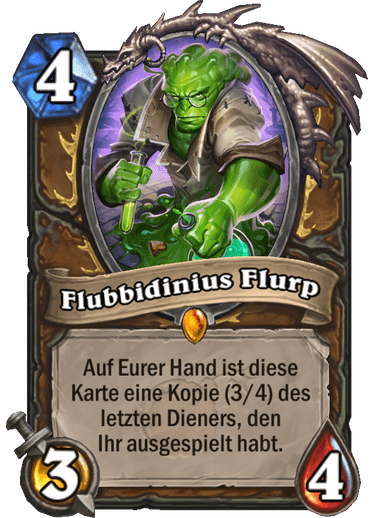 4
Flubbidinius Flurp
Auf Eurer Hand ist diese
Karte eine Kopie (3/4) des
letzten Dieners, den
Ihr ausgespielt habt.
3
4